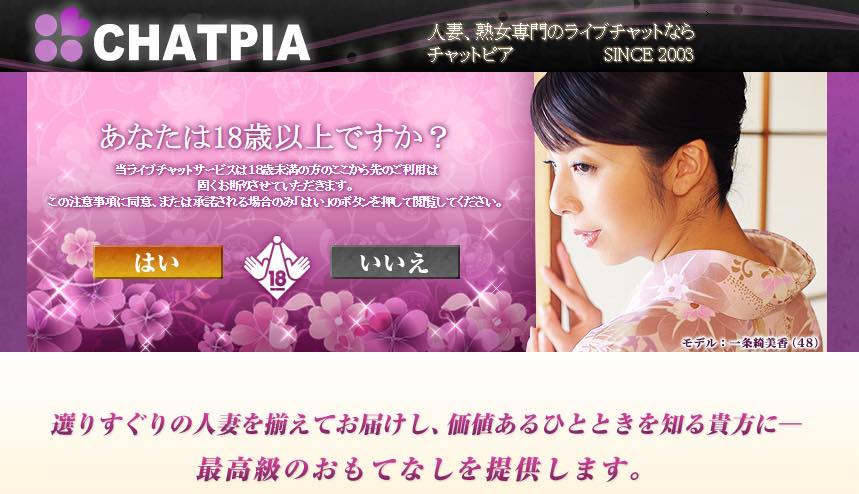 CHATPIA
人妻、熟女専門のライブチャットなら
チャットピア SINCE 2003
あなたは18歳以上ですか？
当ライブチャットサービスは18歳未満の方のここから先のご利用は
固くお断りさせていただきます。
この注意事項に同意、または承諾される場合のみ「はい」のボタンを押して閲覧してください。
はい
18
いいえ
モデル：一条綺美香（48）
選りすぐりの人妻を揃えてお届けし、価値あるひとときを知る貴方に―
最高級のおもてなしを提供します。